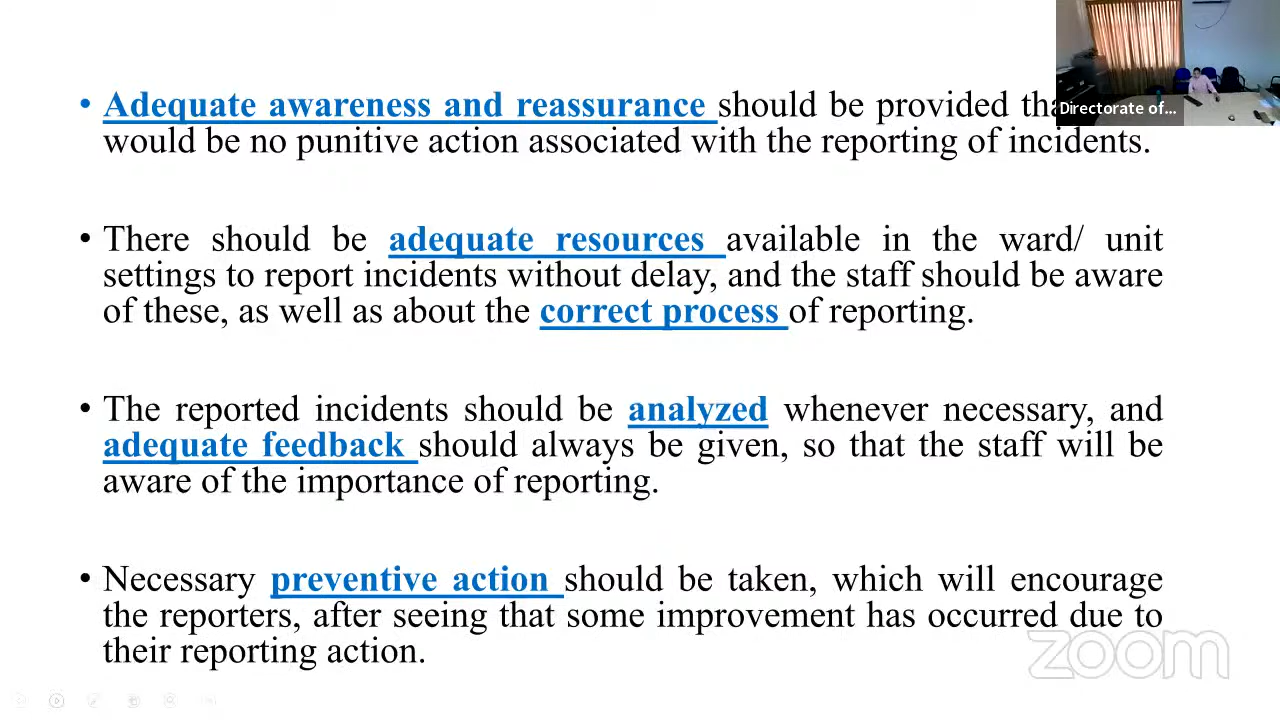 • Adequate awareness and reassurance should be provided
would be no punitive action associated with the reporting of incidents.
• There should be adequate resources available in the ward/ unit
settings to report incidents without delay, and the staff should be aware
of these, as well as about the correct process of reporting.
• The reported incidents should be analyzed whenever necessary, and
adequate feedback should always be given, so that the staff will be
aware of the importance of reporting.
• Necessary preventive action should be taken, which will encourage
the reporters, after seeing that some improvement has occurred due to
their reporting action.
Directorate of...
zoom